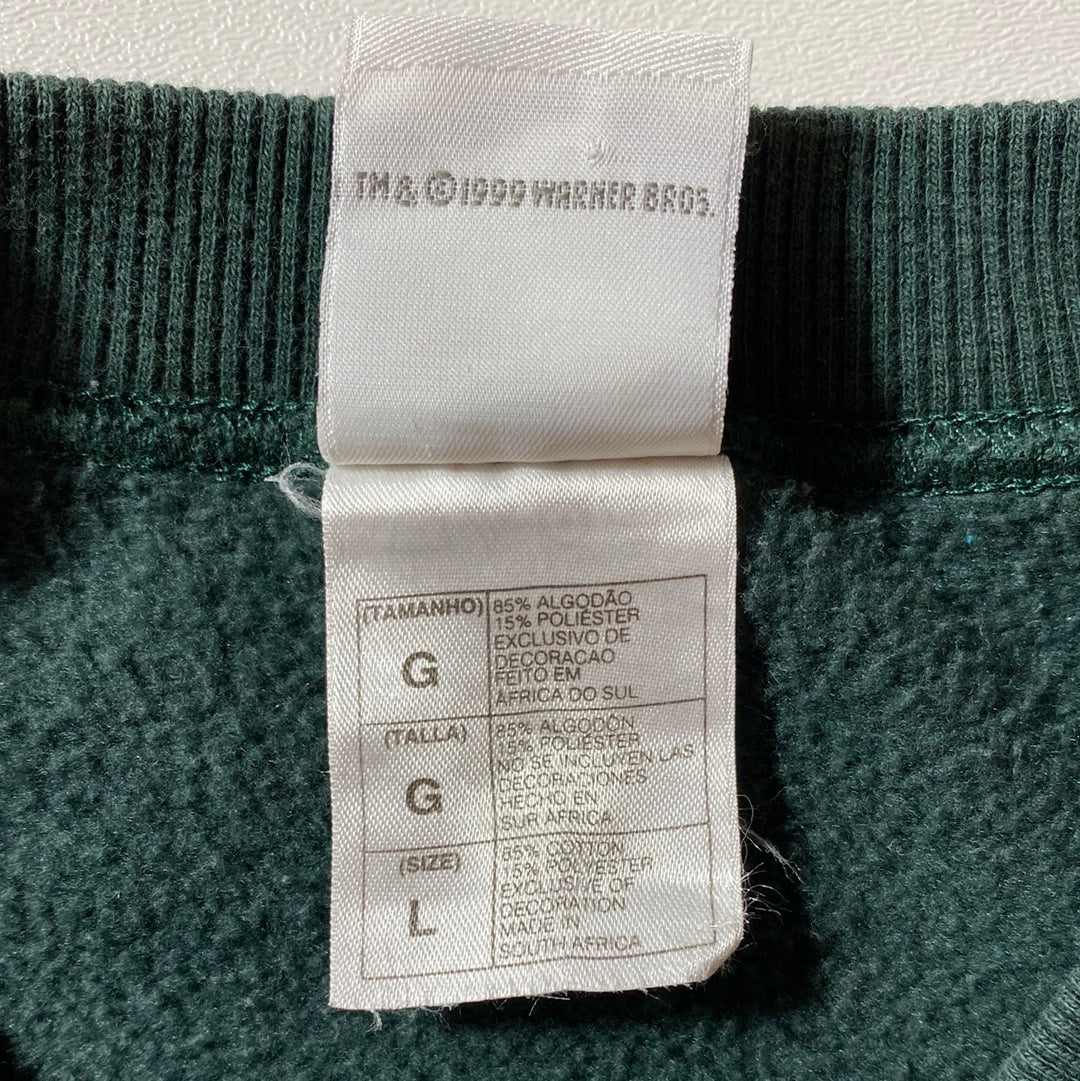 TM& ©1999 WARNER BROS.
(TAMANHO)
G
85% ALGODÃO
15% POLIÉSTER
EXCLUSIVO DE
DECORACAO
FEITO EM
AFRICA DO SUL
(TALLA)
G
85% ALGODÓN
15% POLIESTER
NO SE INCLUYEN LAS
DECORACIONES
HECHO EN
SUR AFRICA
(SIZE)
L
85% COTTON
15% POLYESTER
EXCLUSIVE OF
DECORATION
MADE IN
SOUTH AFRICA